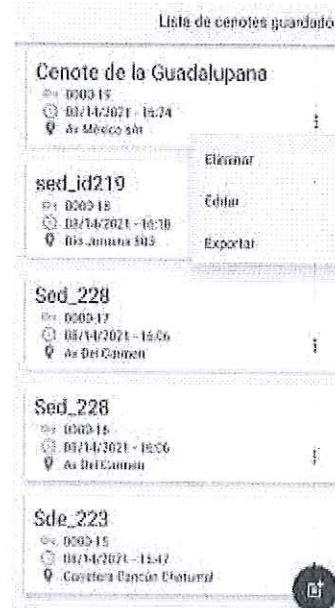 Lista de cenotes guardado
Cenote de la Guadalupana
0000-19
08/14/2021 - 16:24
Av México s/n
Eliminar
sed_id219
0000-18
08/14/2021 - 16:18
Editar
Exportar
Sed_228
0000-17
08/14/2021 - 16:06
Av Del Carmen
Sed_228
0000-16
08/14/2021 - 16:06
Av Del Carmen
Sde_223
0000-15
08/14/2021 - 15:47
Carretera Cancún Chetumal